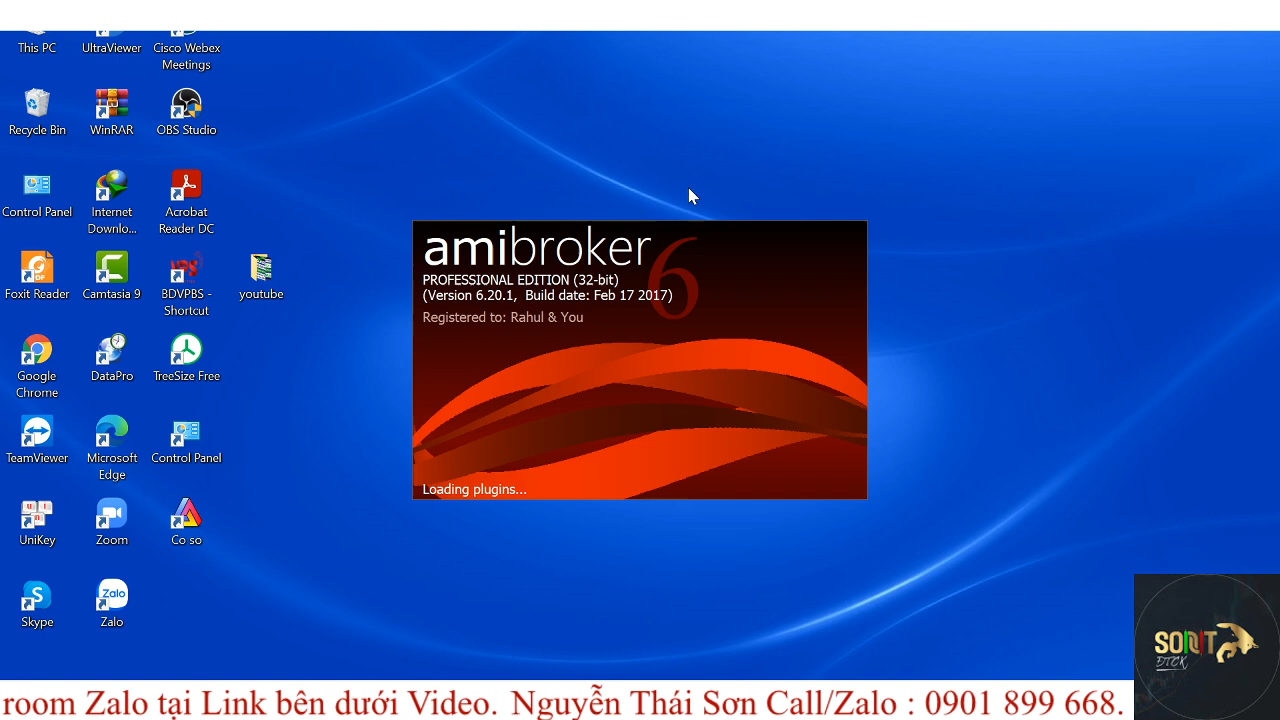 This PC
UltraViewer
Cisco Webex
Meetings
Recycle Bin
WinRAR
OBS Studio
Control Panel
Internet
Downlo...
Acrobat
Reader DC
Foxit Reader
Camtasia 9
BDVPBS -
Shortcut
youtube
Google
Chrome
DataPro
TreeSize Free
TeamViewer
Microsoft
Edge
Control Panel
UniKey
Zoom
Co so
Skype
Zalo
Zalo
amibroker 6
PROFESSIONAL EDITION (32-bit)
(Version 6.20.1, Build date: Feb 17 2017)
Registered to: Rahul & You
Loading plugins...
SONT
DTCK
room Zalo tại Link bên dưới Video. Nguyễn Thái Sơn Call/Zalo : 0901 899 668.